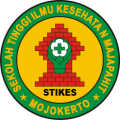 SEKOLAH TINGGI ILMU KESEHATAN MAJAPAHIT
STIKES
MOJOKERTO